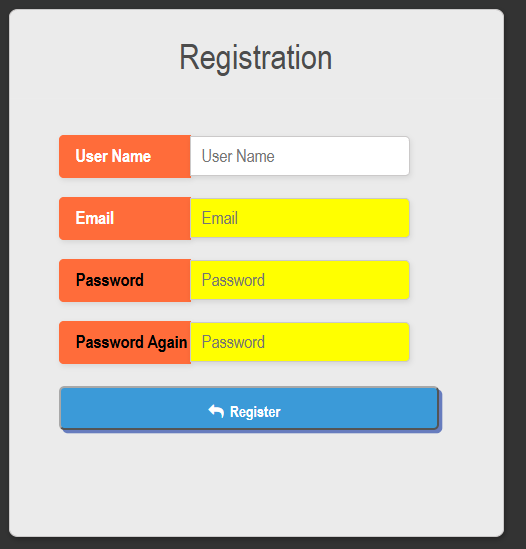 Registration
User Name User Name
Email Email
Password Password
Password Again Password
Register